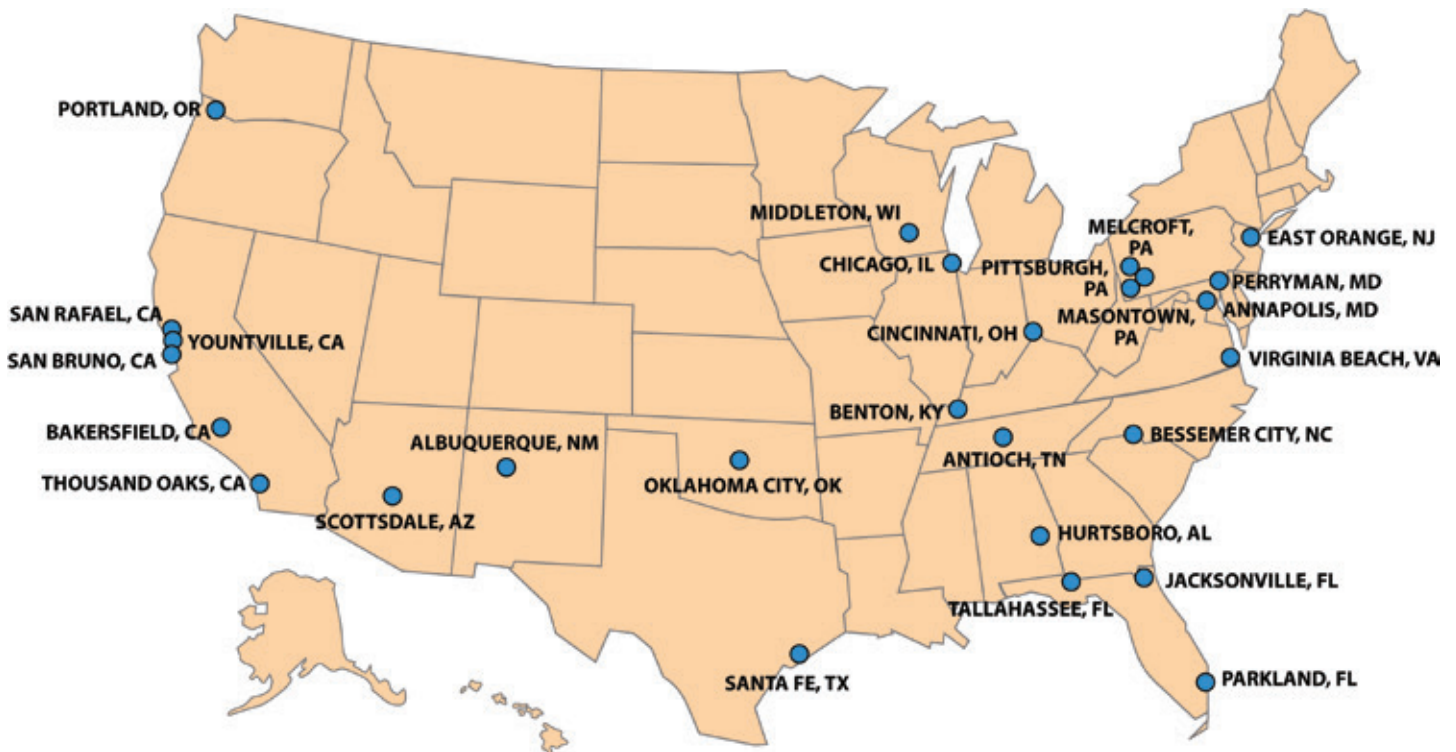 PORTLAND, OR
MIDDLETON, WI
MELCROFT,
PA
EAST ORANGE, NJ
CHICAGO, IL
PITTSBURGH,
PA
PERRYMAN, MD
ANNAPOLIS, MD
SAN RAFAEL, CA
YOUNTVILLE, CA
SAN BRUNO, CA
CINCINNATI, OH
MASONTOWN,
PA
VIRGINIA BEACH, VA
BENTON, KY
BAKERSFIELD, CA
ALBUQUERQUE, NM
BESSEMER CITY, NC
ANTIOCH, TN
THOUSAND OAKS, CA
OKLAHOMA CITY, OK
SCOTTSDALE, AZ
HURTSBORO, AL
JACKSONVILLE, FL
TALLAHASSEE, FL
SANTA FE, TX
PARKLAND, FL